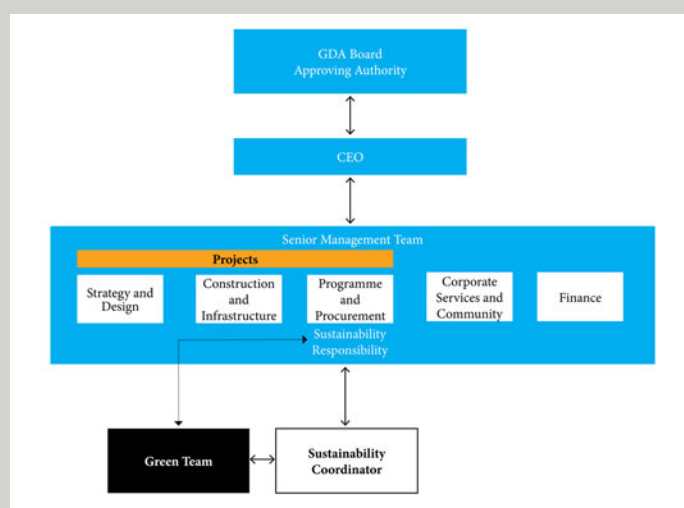 GDA Board
Approving Authority
CEO
Senior Management Team
Projects
Strategy and
Design
Construction
and
Infrastructure
Programme
and
Procurement
Corporate
Services and
Community
Finance
Sustainability
Responsibility
Green Team
Sustainability
Coordinator